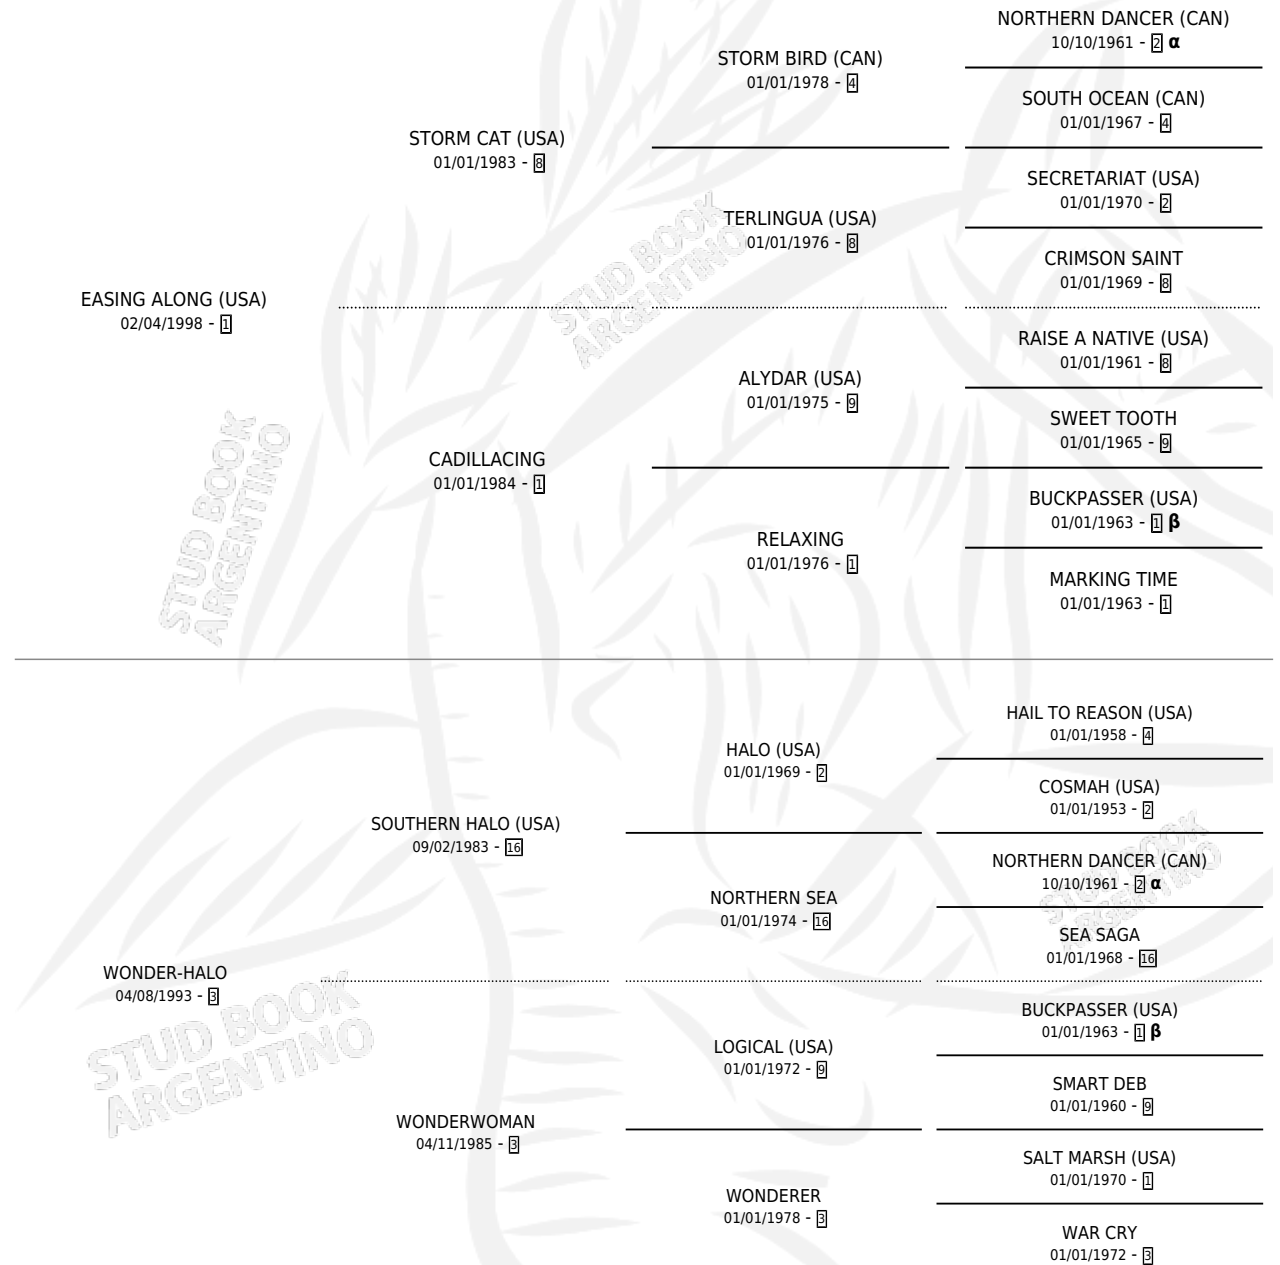 NORTHERN DANCER (CAN)
10/10/1961 - 2 α
STORM BIRD (CAN)
01/01/1978 - 4
SOUTH OCEAN (CAN)
01/01/1967 - 4
STORM CAT (USA)
01/01/1983 - 8
SECRETARIAT (USA)
01/01/1970 - 2
TERLINGUA (USA)
01/01/1976 - 8
CRIMSON SAINT
01/01/1969 - 8
STUD BOOK
ARGENTINO
EASING ALONG (USA)
02/04/1998 - 1
RAISE A NATIVE (USA)
01/01/1961 - 8
ALYDAR (USA)
01/01/1975 - 9
SWEET TOOTH
01/01/1965 - 9
CADILLACING
01/01/1984 - 1
BUCKPASSER (USA)
01/01/1963 - 1 β
RELAXING
01/01/1976 - 1
MARKING TIME
01/01/1963 - 1
STUD BOOK
ARGENTINO
HAIL TO REASON (USA)
01/01/1958 - 4
HALO (USA)
01/01/1969 - 2
COSMAH (USA)
01/01/1953 - 2
SOUTHERN HALO (USA)
09/02/1983 - 16
NORTHERN DANCER (CAN)
10/10/1961 - 2 α
NORTHERN SEA
01/01/1974 - 16
SEA SAGA
01/01/1968 - 16
STUD BOOK
ARGENTINO
WONDER-HALO
04/08/1993 - 3
BUCKPASSER (USA)
01/01/1963 - 1 β
LOGICAL (USA)
01/01/1972 - 9
SMART DEB
01/01/1960 - 9
STUD BOOK
ARGENTINO
WONDERWOMAN
04/11/1985 - 3
SALT MARSH (USA)
01/01/1970 - 1
WONDERER
01/01/1978 - 3
WAR CRY
01/01/1972 - 3